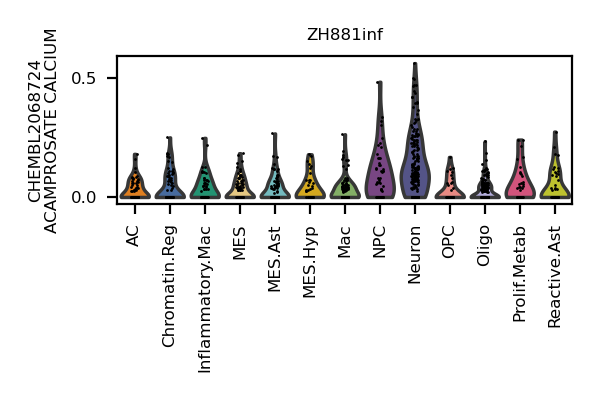 ZH881inf
CHEMBL2068724
ACAMPROSATE CALCIUM
0.5
0.0
AC
Chromatin.Reg
Inflammatory.Mac
MES
MES.Ast
MES.Hyp
Mac
NPC
Neuron
OPC
Oligo
Prolif.Metab
Reactive.Ast